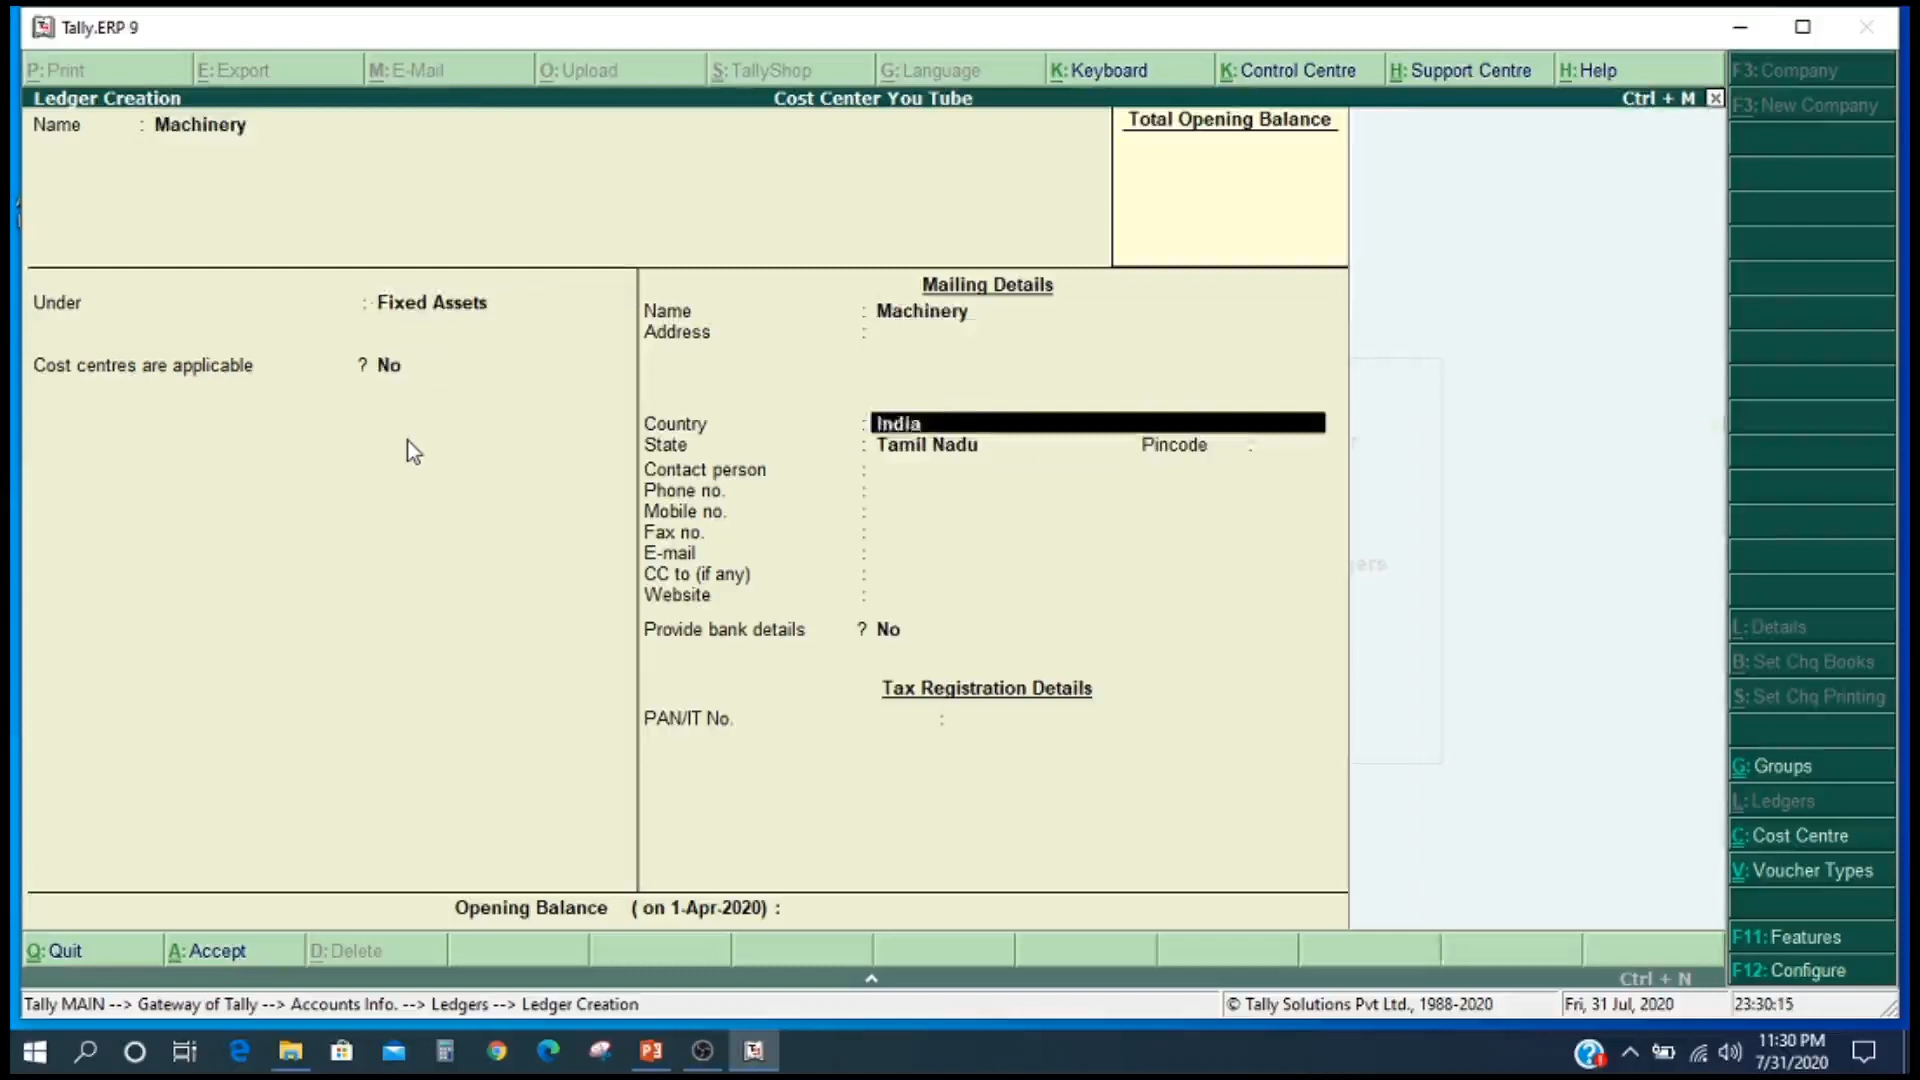 Tally.ERP 9
P: Print
E: Export
M: E-Mail
O: Upload
S: TallyShop
G: Language
K: Keyboard
K: Control Centre
H: Support Centre
H: Help
F3: Company
Ledger Creation
Cost Center You Tube
Ctrl + M
F3: New Company
Name : Machinery
Total Opening Balance
Under : Fixed Assets
Cost centres are applicable ? No
Mailing Details
Name : Machinery
Address :
Country : India
State : Tamil Nadu Pincode :
Contact person :
Phone no. :
Mobile no. :
Fax no. :
E-mail :
CC to (if any) :
Website :
Provide bank details ? No
Tax Registration Details
PAN/IT No. :
Opening Balance ( on 1-Apr-2020) :
L: Details
B: Set Chq Books
S: Set Chq Printing
G: Groups
L: Ledgers
C: Cost Centre
V: Voucher Types
F11: Features
F12: Configure
Q: Quit
A: Accept
D: Delete
Ctrl + N
Tally MAIN --> Gateway of Tally --> Accounts Info. --> Ledgers --> Ledger Creation
© Tally Solutions Pvt Ltd., 1988-2020
Fri, 31 Jul, 2020
23:30:15
11:30 PM
7/31/2020